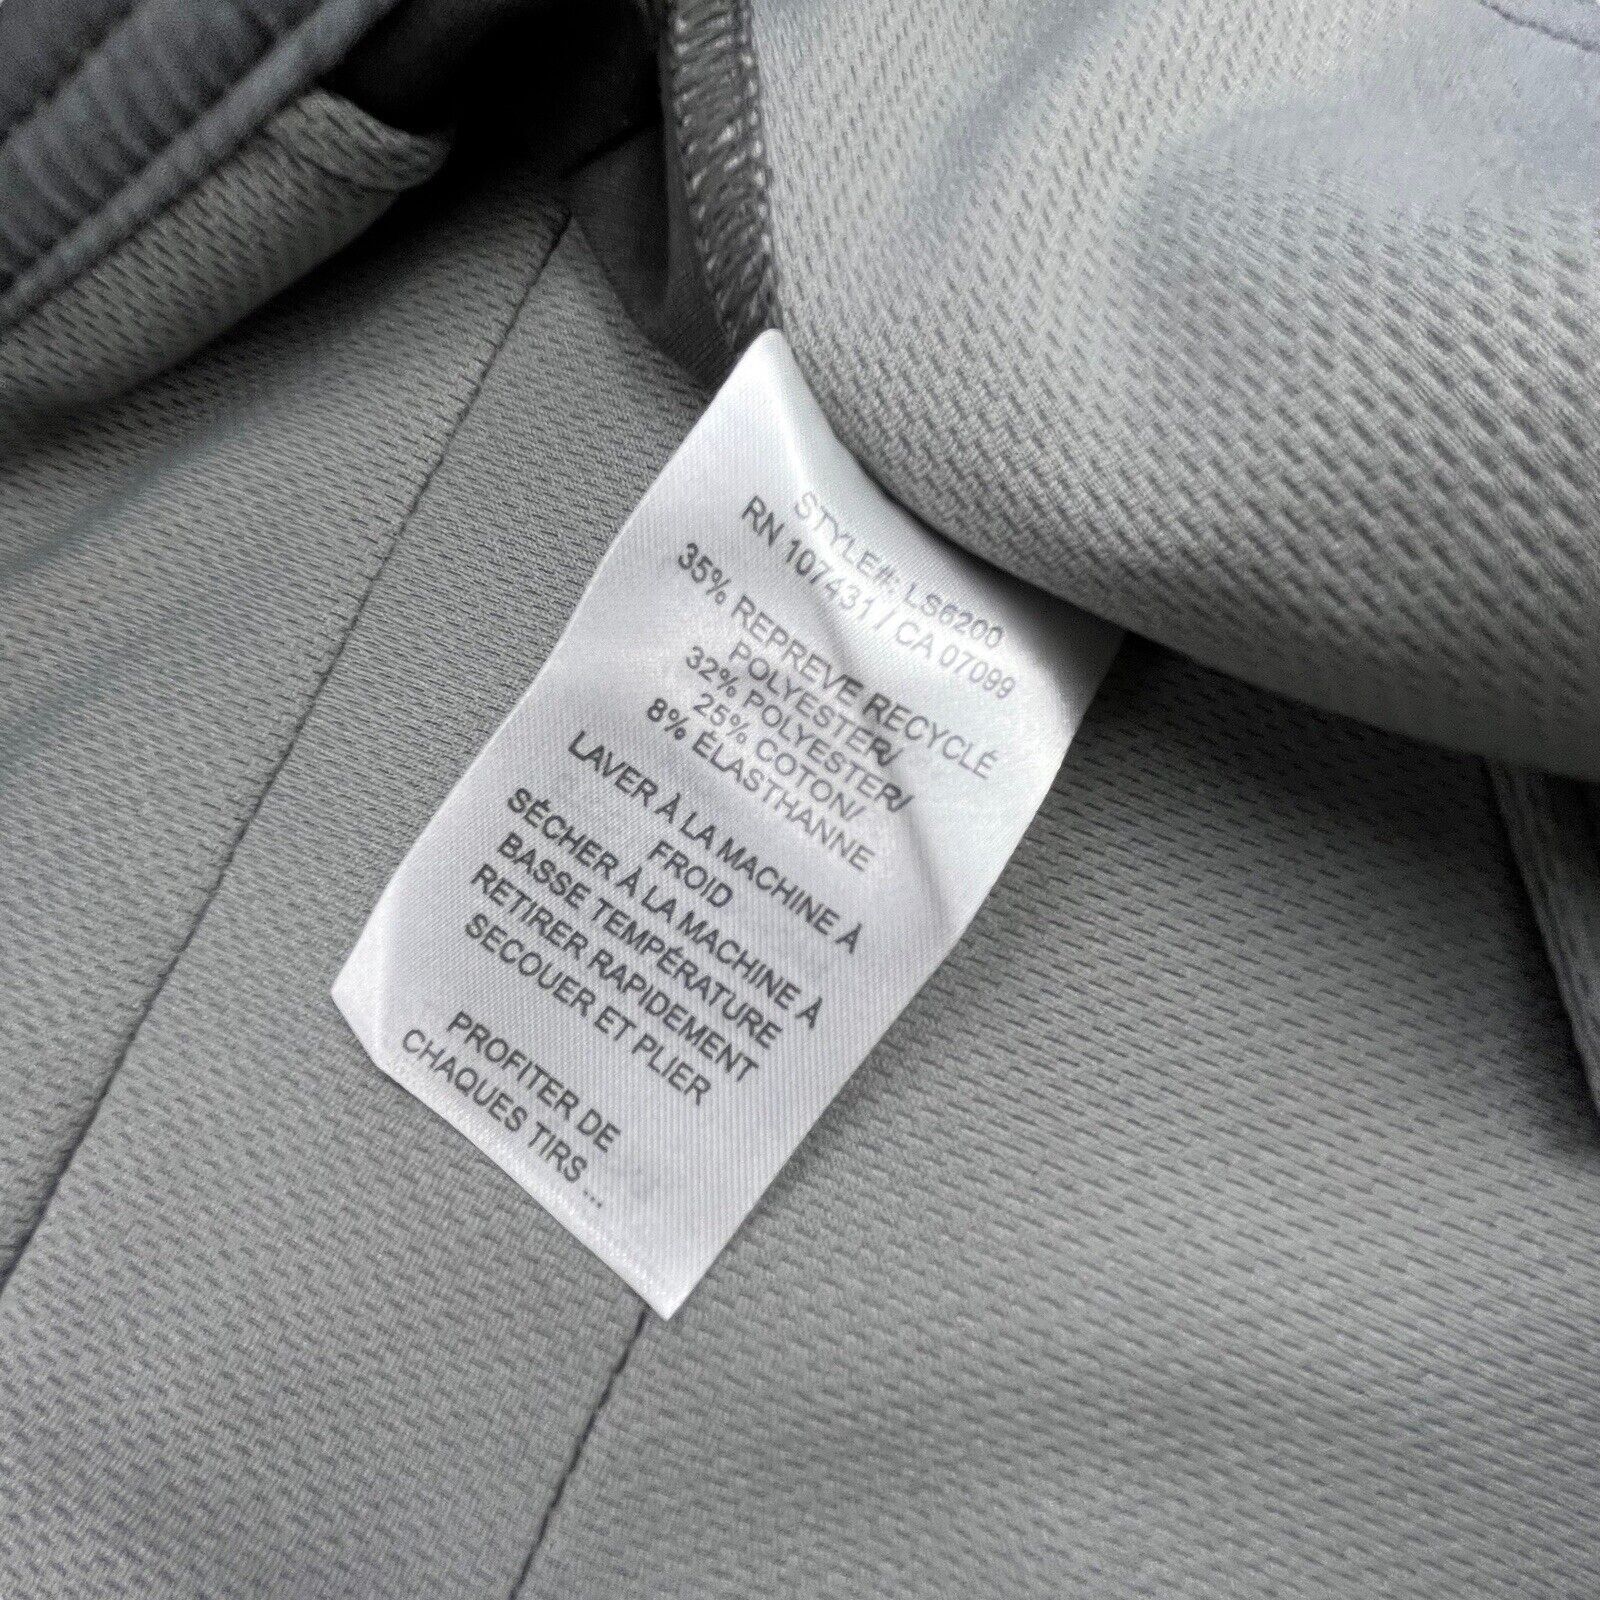 STYLE#: LS6200
RN 107431 / CA 07099
35% REPREVE RECYCLÉ
POLYESTER/
32% POLYESTER/
25% COTON/
8% ÉLASTHANNE
LAVER À LA MACHINE À
FROID
SÉCHER À LA MACHINE À
BASSE TEMPÉRATURE
RETIRER RAPIDEMENT
SECOUER ET PLIER
PROFITER DE
CHAQUES TIRS ...